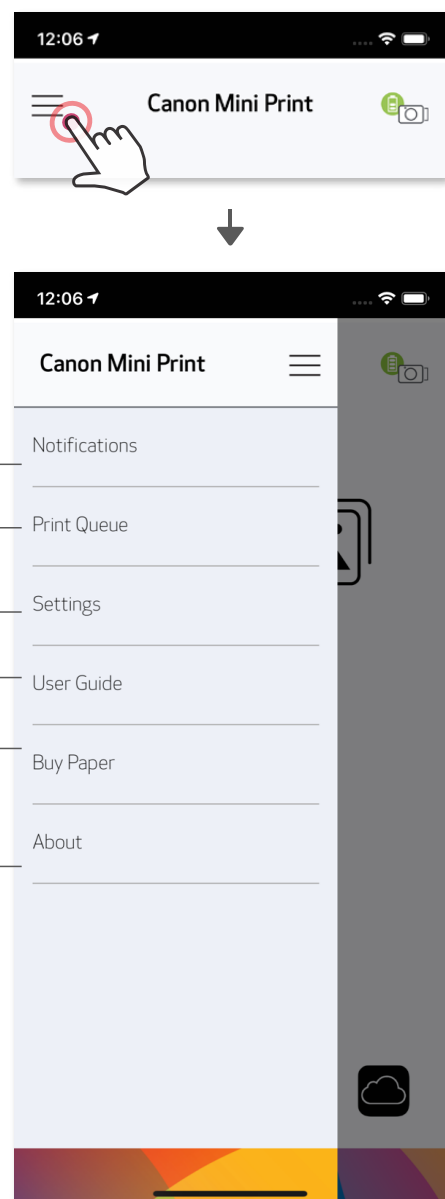 12:06
Canon Mini Print
12:06
Canon Mini Print
Notifications
Print Queue
Settings
User Guide
Buy Paper
About